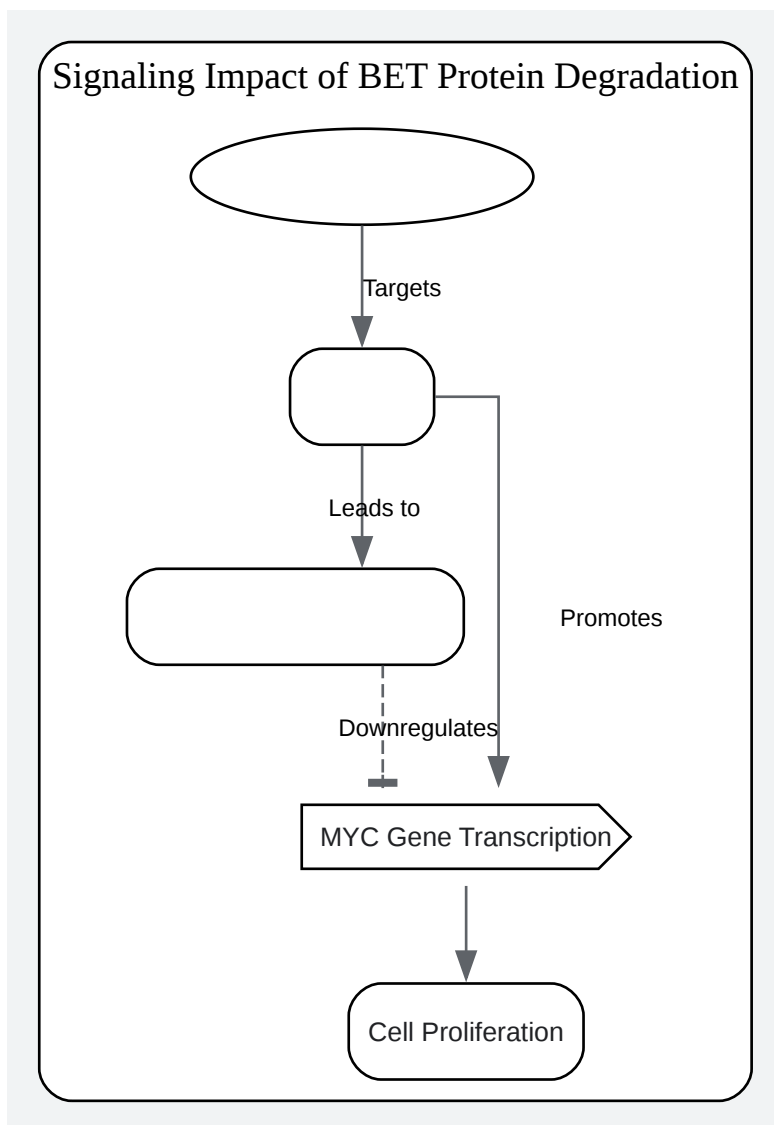 Signaling Impact of BET Protein Degradation
Targets
Leads to
Promotes
Downregulates
MYC Gene Transcription
Cell Proliferation